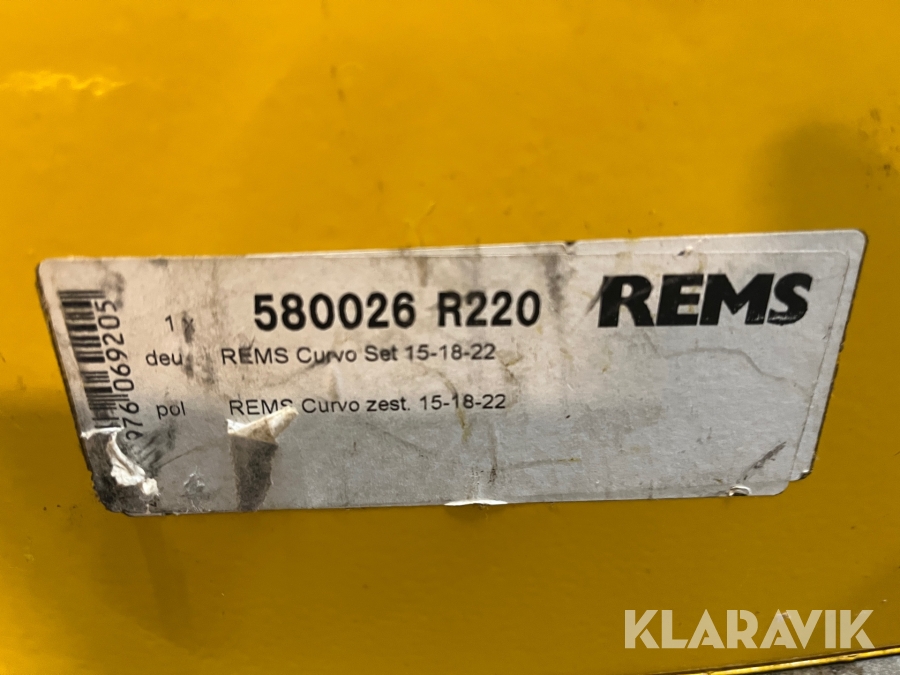 1 x 580026 R220 REMS
deu REMS Curvo Set 15-18-22
pol REMS Curvo zest. 15-18-22
976 069205
KLARAVIK